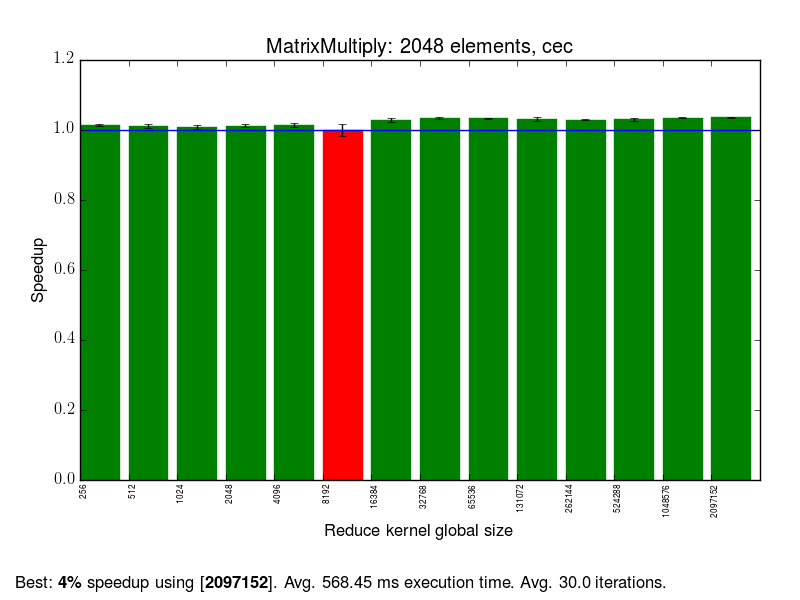 MatrixMultiply: 2048 elements, cec
1.2
1.0
0.8
0.6
0.4
0.2
0.0
Speedup
256 512 1024 2048 4096 8192 16384 32768 65536 131072 262144 524288 1048576 2097152
Reduce kernel global size
Best: 4% speedup using [2097152]. Avg. 568.45 ms execution time. Avg. 30.0 iterations.